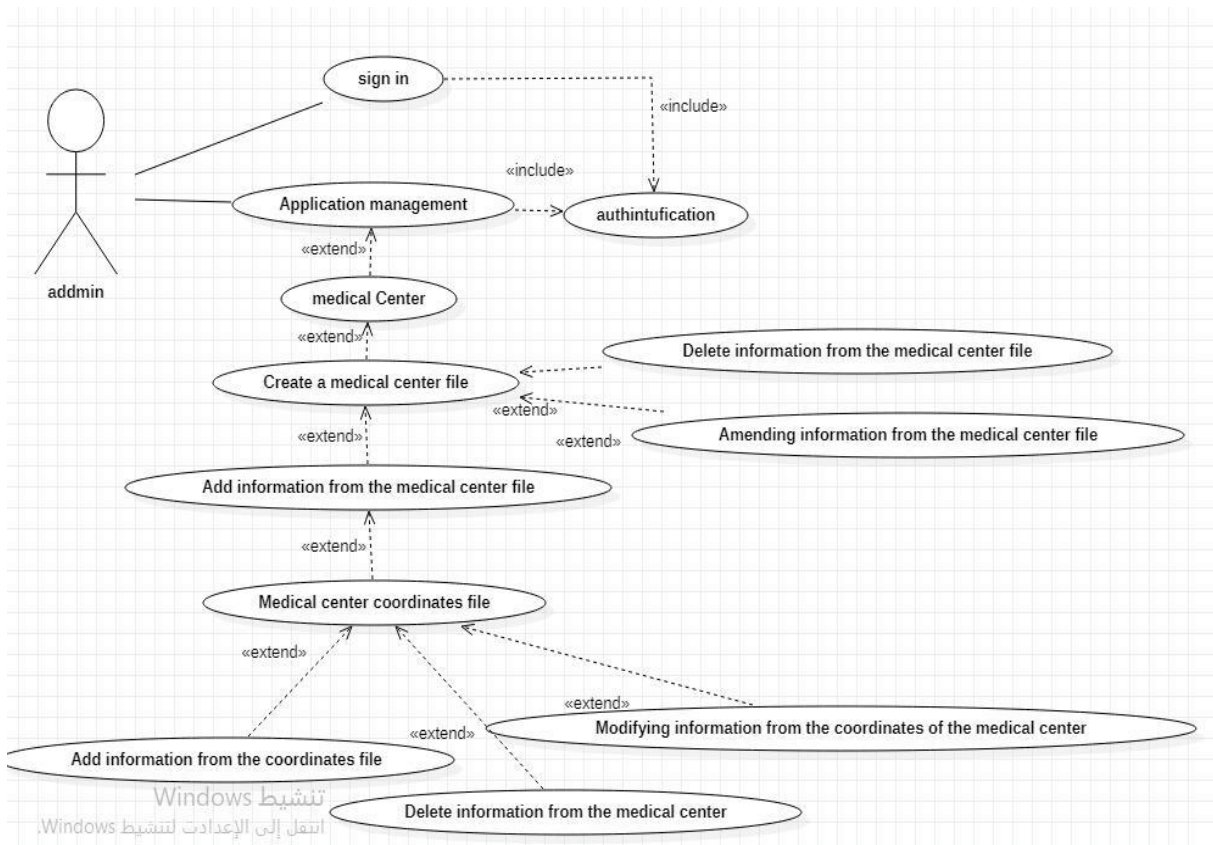 sign in
«include»
«include»
Application management
authintufication
«extend»
addmin
medical Center
«extend»
Delete information from the medical center file
Create a medical center file
«extend»
«extend»
«extend»
Amending information from the medical center file
Add information from the medical center file
«extend»
Medical center coordinates file
«extend»
«extend»
Modifying information from the coordinates of the medical center
«extend»
Add information from the coordinates file
تنشيط Windows
Delete information from the medical center
انتقل إلى الإعدادت لتنشيط Windows.